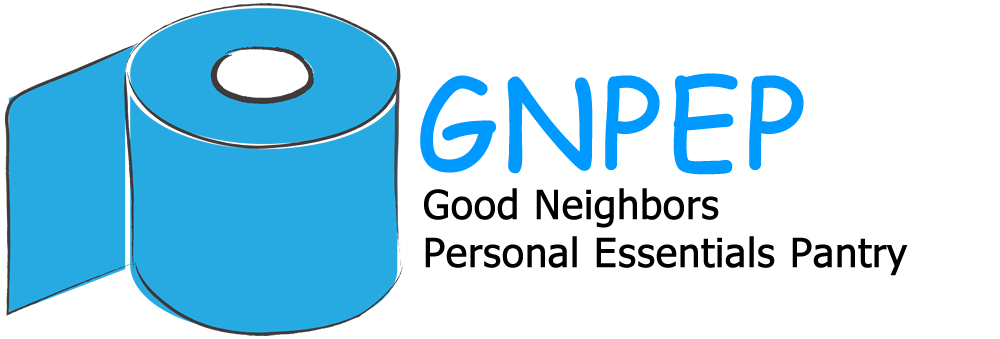 GNPEP
Good Neighbors
Personal Essentials Pantry